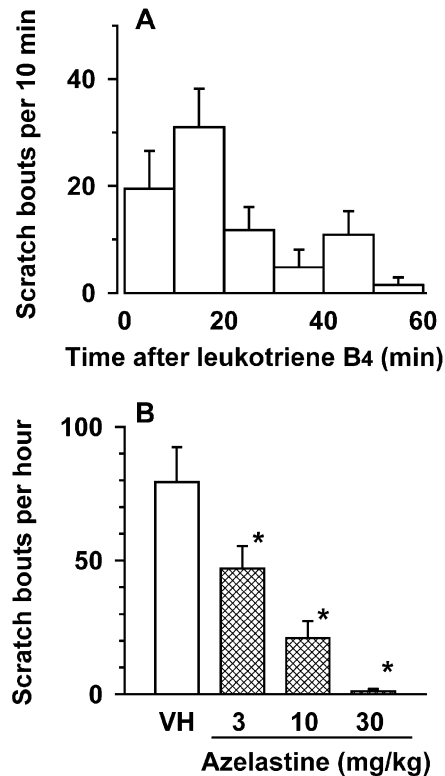 A
Scratch bouts per 10 min
40
20
0
0 20 40 60
Time after leukotriene B4 (min)
B
Scratch bouts per hour
100
50
0
*
*
*
VH 3 10 30
Azelastine (mg/kg)